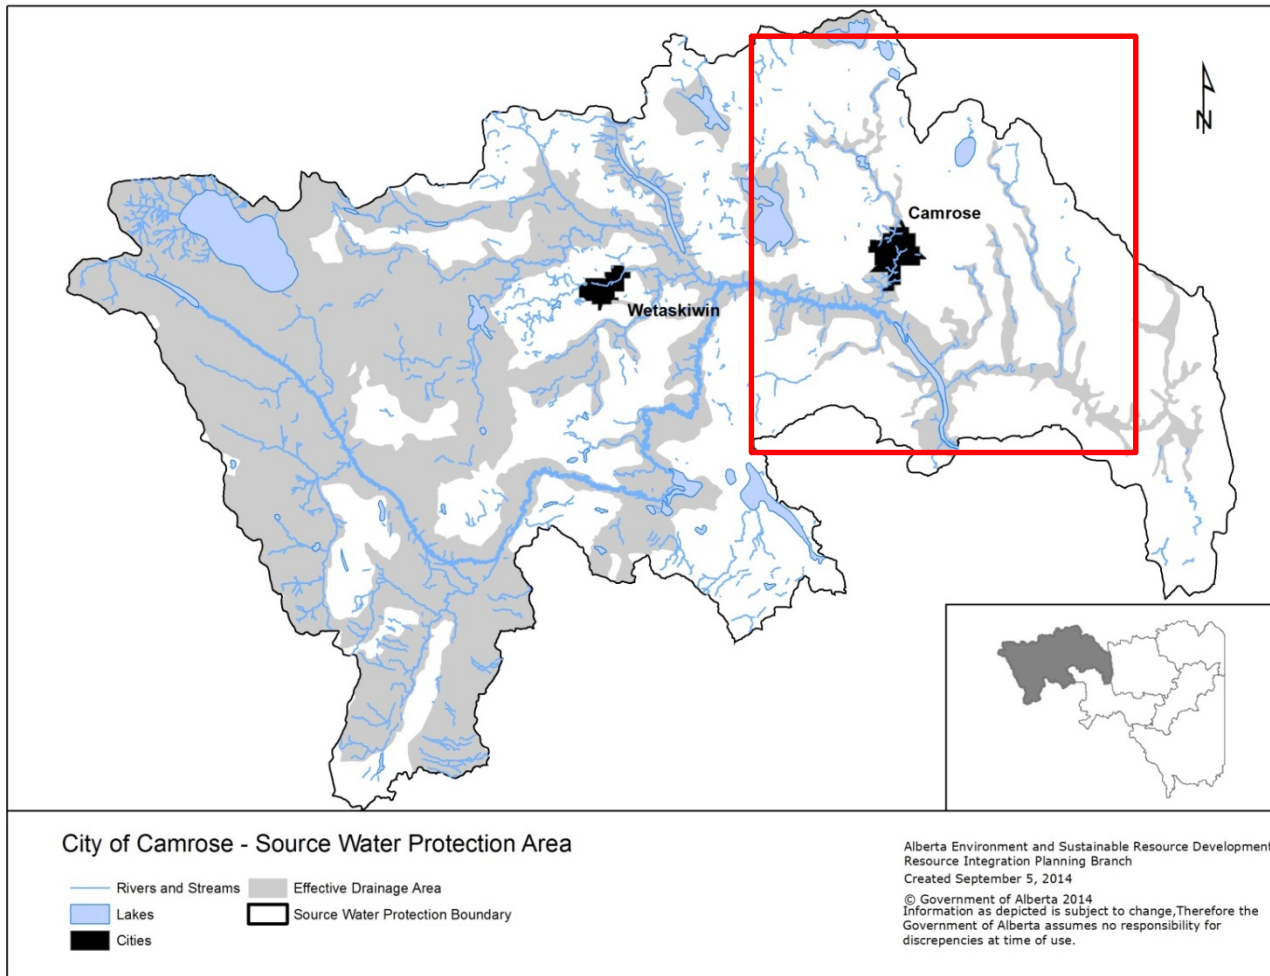 N
Camrose
Wetaskiwin
City of Camrose - Source Water Protection Area
Rivers and Streams
Effective Drainage Area
Lakes
Source Water Protection Boundary
Cities
Alberta Environment and Sustainable Resource Development
Resource Integration Planning Branch
Created September 5, 2014
© Government of Alberta 2014
Information as depicted is subject to change,Therefore the
Government of Alberta assumes no responsibility for
discrepancies at time of use.